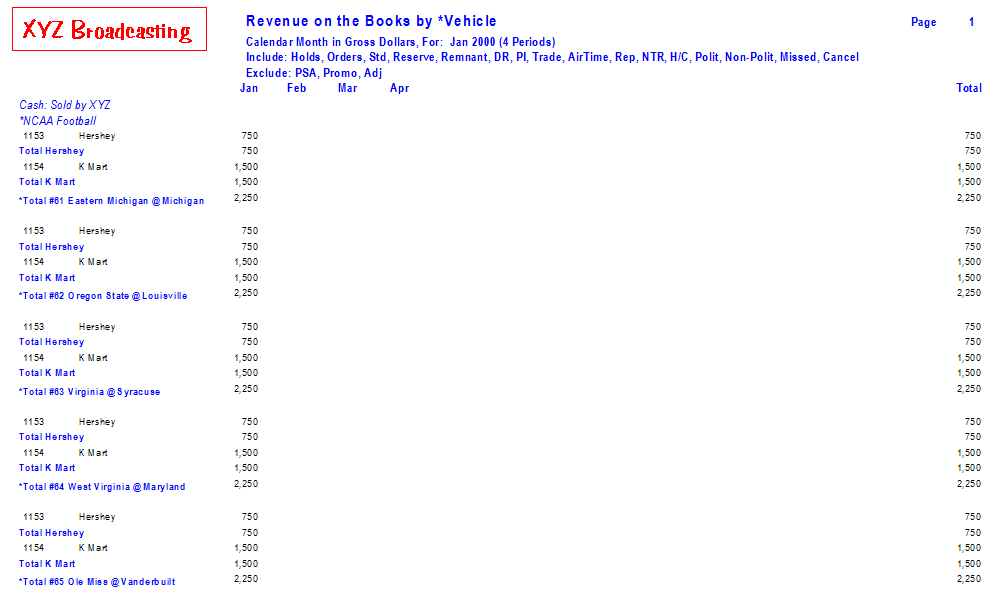 XYZ Broadcasting
Revenue on the Books by *Vehicle
Page 1
Calendar Month in Gross Dollars, For: Jan 2000 (4 Periods)
Include: Holds, Orders, Std, Reserve, Remnant, DR, PI, Trade, AirTime, Rep, NTR, H/C, Polit, Non-Polit, Missed, Cancel
Exclude: PSA, Promo, Adj
Jan Feb Mar Apr Total
Cash: Sold by XYZ
*NCAA Football
1153 Hershey 750 750
Total Hershey 750 750
1154 K Mart 1,500 1,500
Total K Mart 1,500 1,500
*Total #61 Eastern Michigan @Michigan 2,250 2,250
1153 Hershey 750 750
Total Hershey 750 750
1154 K Mart 1,500 1,500
Total K Mart 1,500 1,500
*Total #62 Oregon State @Louisville 2,250 2,250
1153 Hershey 750 750
Total Hershey 750 750
1154 K Mart 1,500 1,500
Total K Mart 1,500 1,500
*Total #63 Virginia @Syracuse 2,250 2,250
1153 Hershey 750 750
Total Hershey 750 750
1154 K Mart 1,500 1,500
Total K Mart 1,500 1,500
*Total #64 West Virginia @Maryland 2,250 2,250
1153 Hershey 750 750
Total Hershey 750 750
1154 K Mart 1,500 1,500
Total K Mart 1,500 1,500
*Total #65 Ole Miss @Vanderbuilt 2,250 2,250